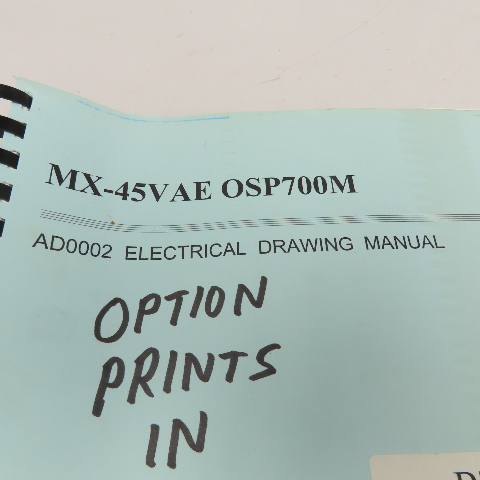 MX-45VAE OSP700M
AD0002 ELECTRICAL DRAWING MANUAL
OPTION
PRINTS
IN